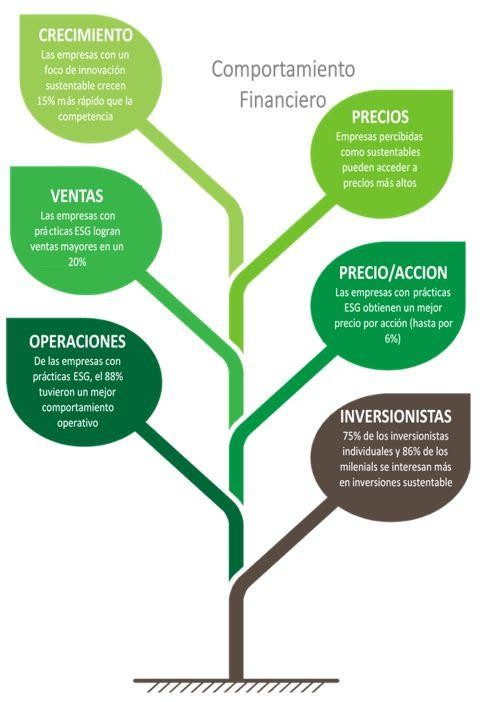 CRECIMIENTO
Las empresas con un
foco de innovación
sustentable crecen
15% más rápido que la
competencia
Comportamiento
Financiero
PRECIOS
Empresas percibidas
como sustentables
pueden acceder a
precios más altos
VENTAS
Las empresas con
prácticas ESG logran
ventas mayores en un
20%
PRECIO/ACCION
Las empresas con prácticas
ESG obtienen un mejor
precio por acción (hasta por
6%)
OPERACIONES
De las empresas con
prácticas ESG, el 88%
tuvieron un mejor
comportamiento
operativo
INVERSIONISTAS
75% de los inversionistas
individuales y 86% de los
milenials se interesan más
en inversiones sustentable